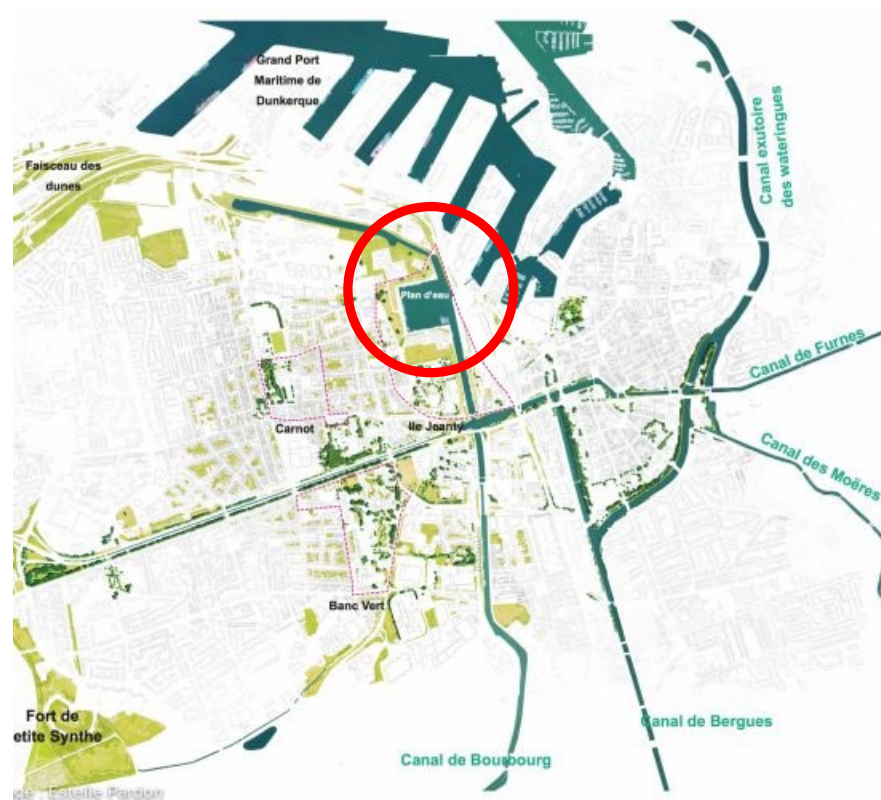 Grand Port
Maritime de
Dunkerque
Canal exutoire
des wateringues
Faisceau des
dunes
Plan d'eau
Canal de Furnes
Carnot
Ile Jeanty
Canal des Moëres
Banc Vert
Fort de
etite Synthe
Canal de Bergues
Canal de Bourbourg
de : Estelle Pardon